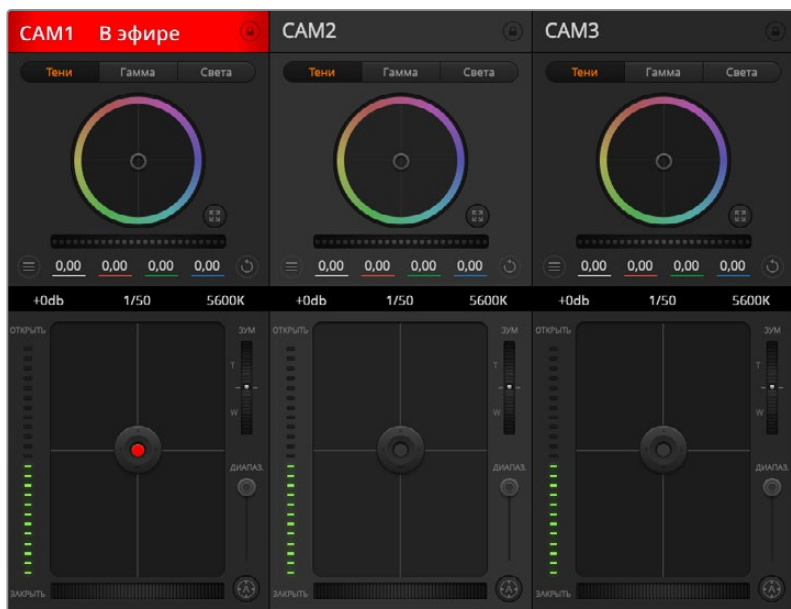 CAM1 В эфире CAM2 CAM3
Тени Гамма Света Тени Гамма Света Тени Гамма Света
0,00 0,00 0,00 0,00 0,00 0,00 0,00 0,00 0,00 0,00 0,00 0,00
+0db 1/50 5600K +0db 1/50 5600K +0db 1/50 5600K
ОТКРЫТЬ ЗУМ ОТКРЫТЬ ЗУМ ОТКРЫТЬ ЗУМ
T T T
W W W
ДИАПАЗ. ДИАПАЗ. ДИАПАЗ.
ЗАКРЫТЬ A ЗАКРЫТЬ A ЗАКРЫТЬ A